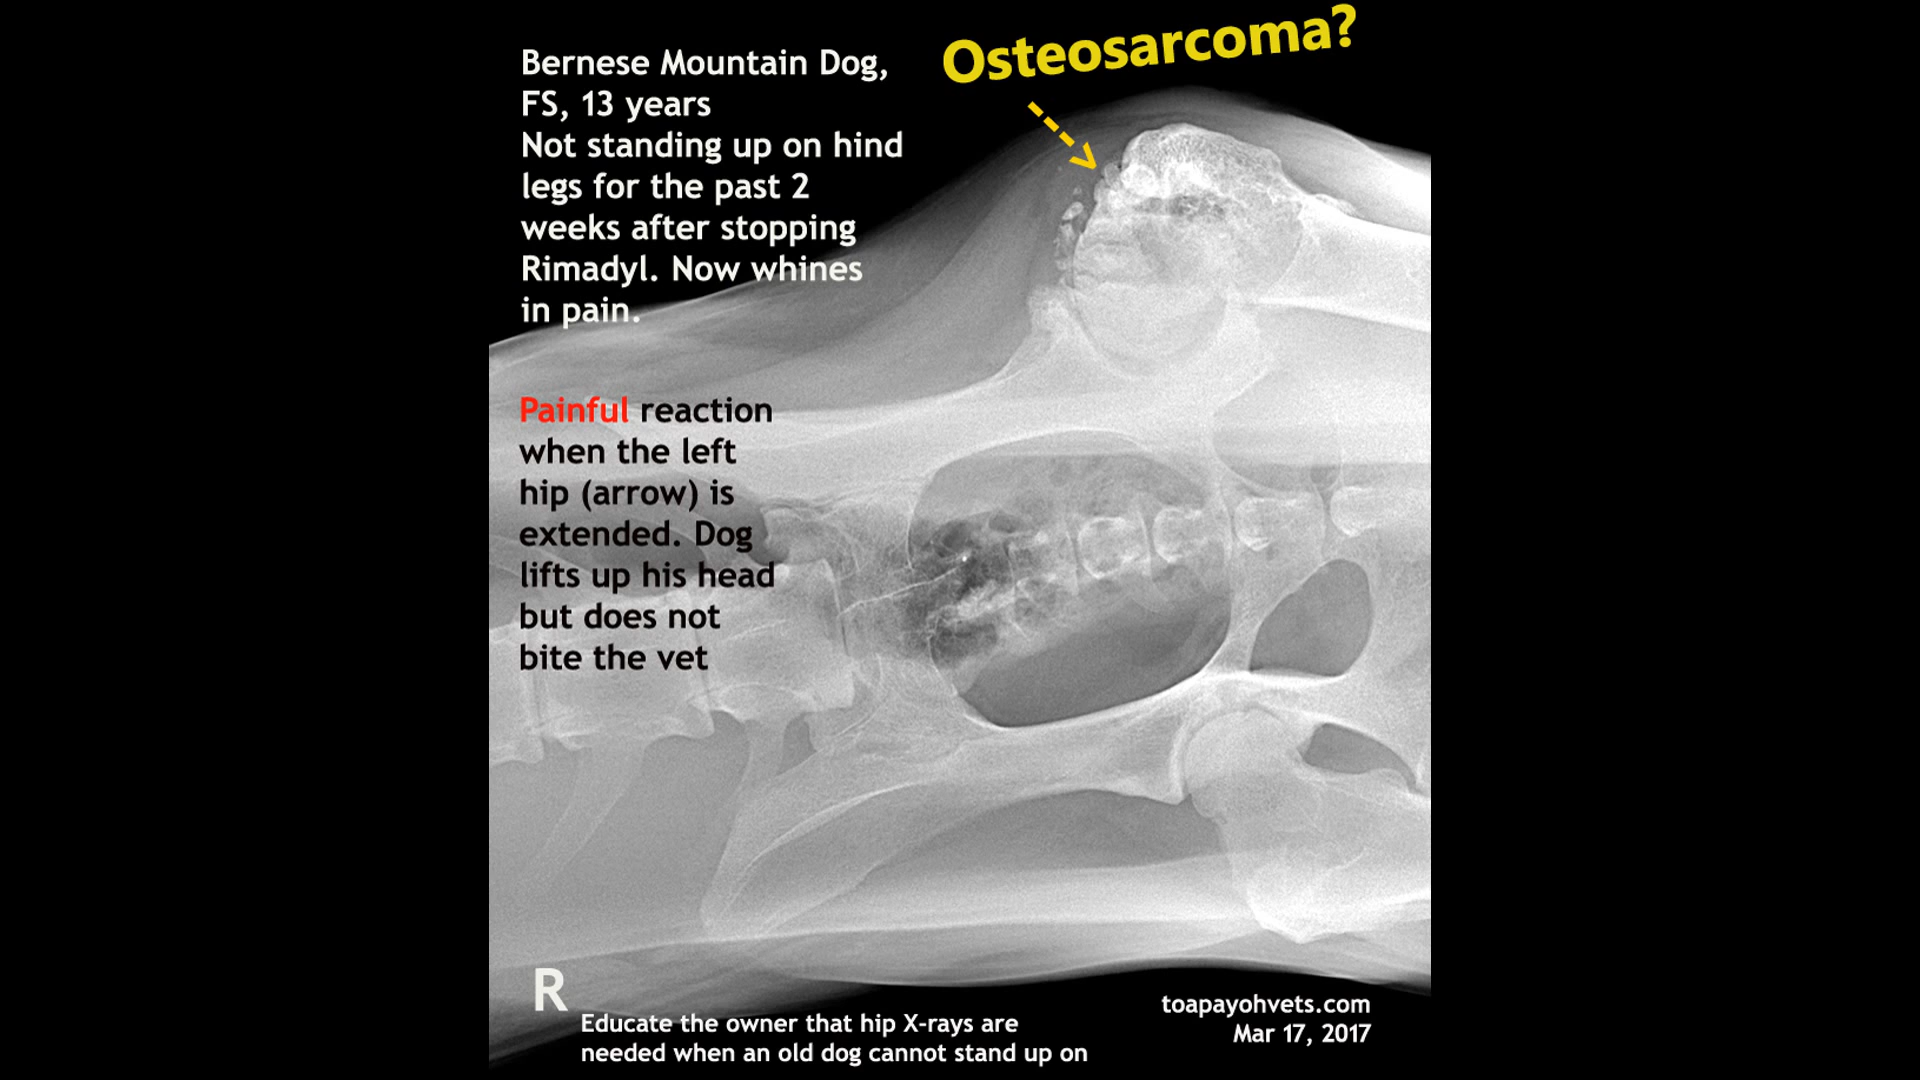 Osteosarcoma?
Bernese Mountain Dog,
FS, 13 years
Not standing up on hind
legs for the past 2
weeks after stopping
Rimadyl. Now whines
in pain.
Painful reaction
when the left
hip (arrow) is
extended. Dog
lifts up his head
but does not
bite the vet
R
Educate the owner that hip X-rays are
needed when an old dog cannot stand up on
toapayohvets.com
Mar 17, 2017